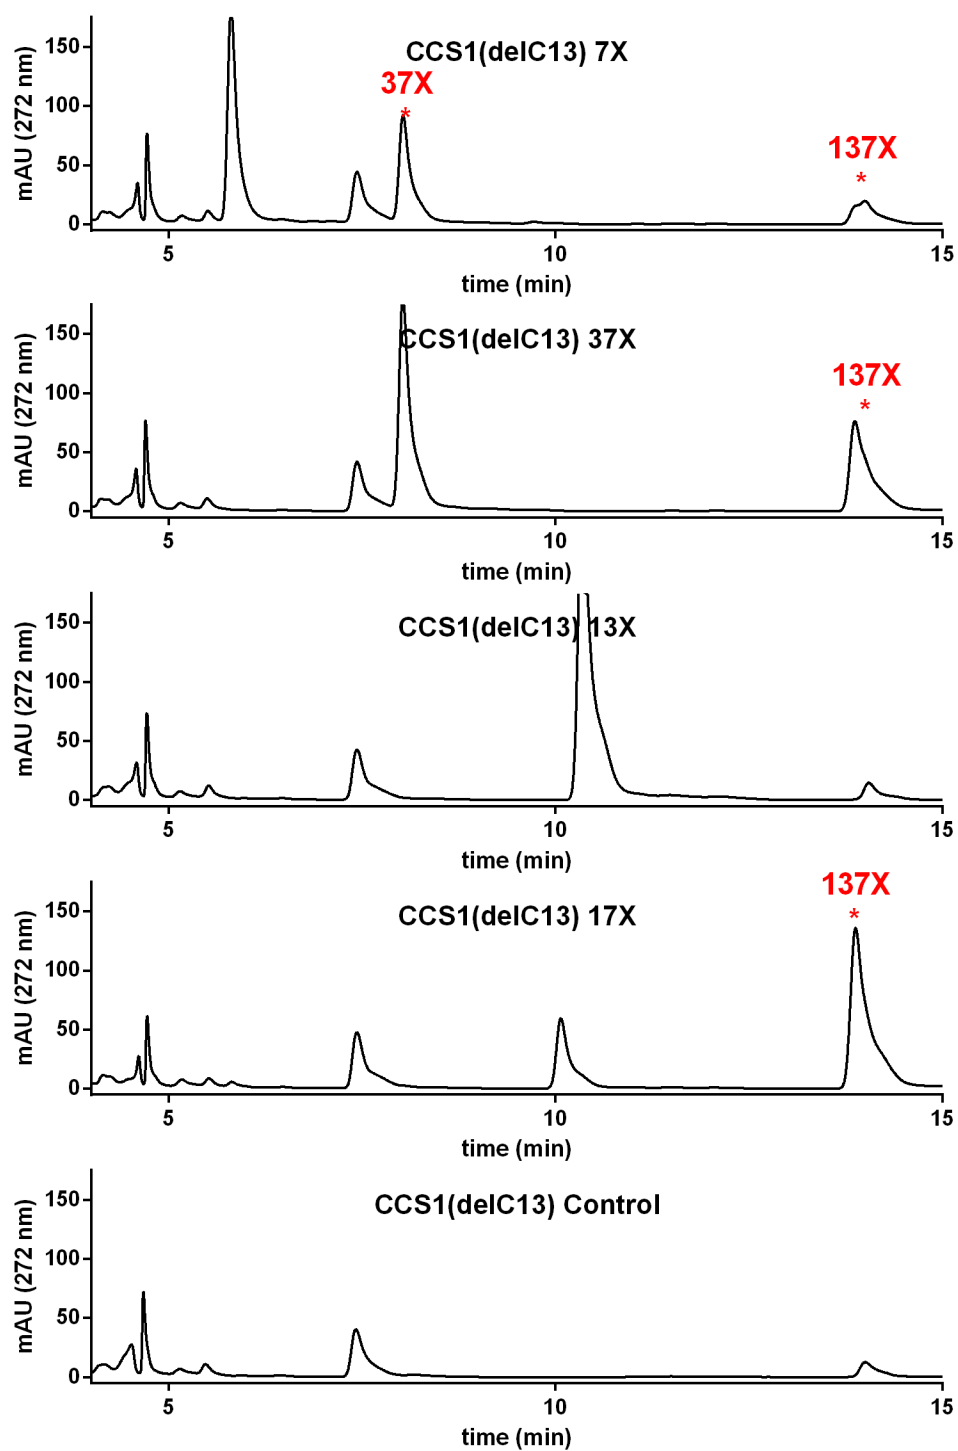 CCS1(delC13) 7X
37X
*
137X
*
mAU (272 nm)
150
100
50
0
5
10
15
time (min)
CCS1(delC13) 37X
137X
*
mAU (272 nm)
150
100
50
0
5
10
15
time (min)
CCS1(delC13) 13X
mAU (272 nm)
150
100
50
0
5
10
15
time (min)
137X
*
CCS1(delC13) 17X
mAU (272 nm)
150
100
50
0
5
10
15
time (min)
CCS1(delC13) Control
mAU (272 nm)
150
100
50
0
5
10
15
time (min)